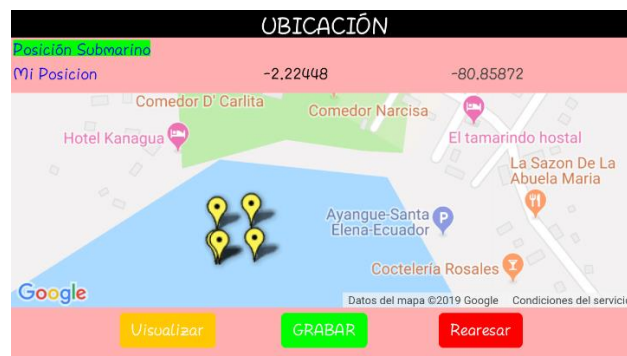 UBICACIÓN
Posición Submarino
Mi Posicion -2.22448 -80.85872
Comedor D' Carlita
Comedor Narcisa
Hotel Kanagua
El tamarindo hostal
La Sazon De La
Abuela Maria
Ayangue-Santa
Elena-Ecuador
P
Coctelería Rosales
Google
Datos del mapa ©2019 Google Condiciones del servicio
Visualizar GRABAR Rearesar